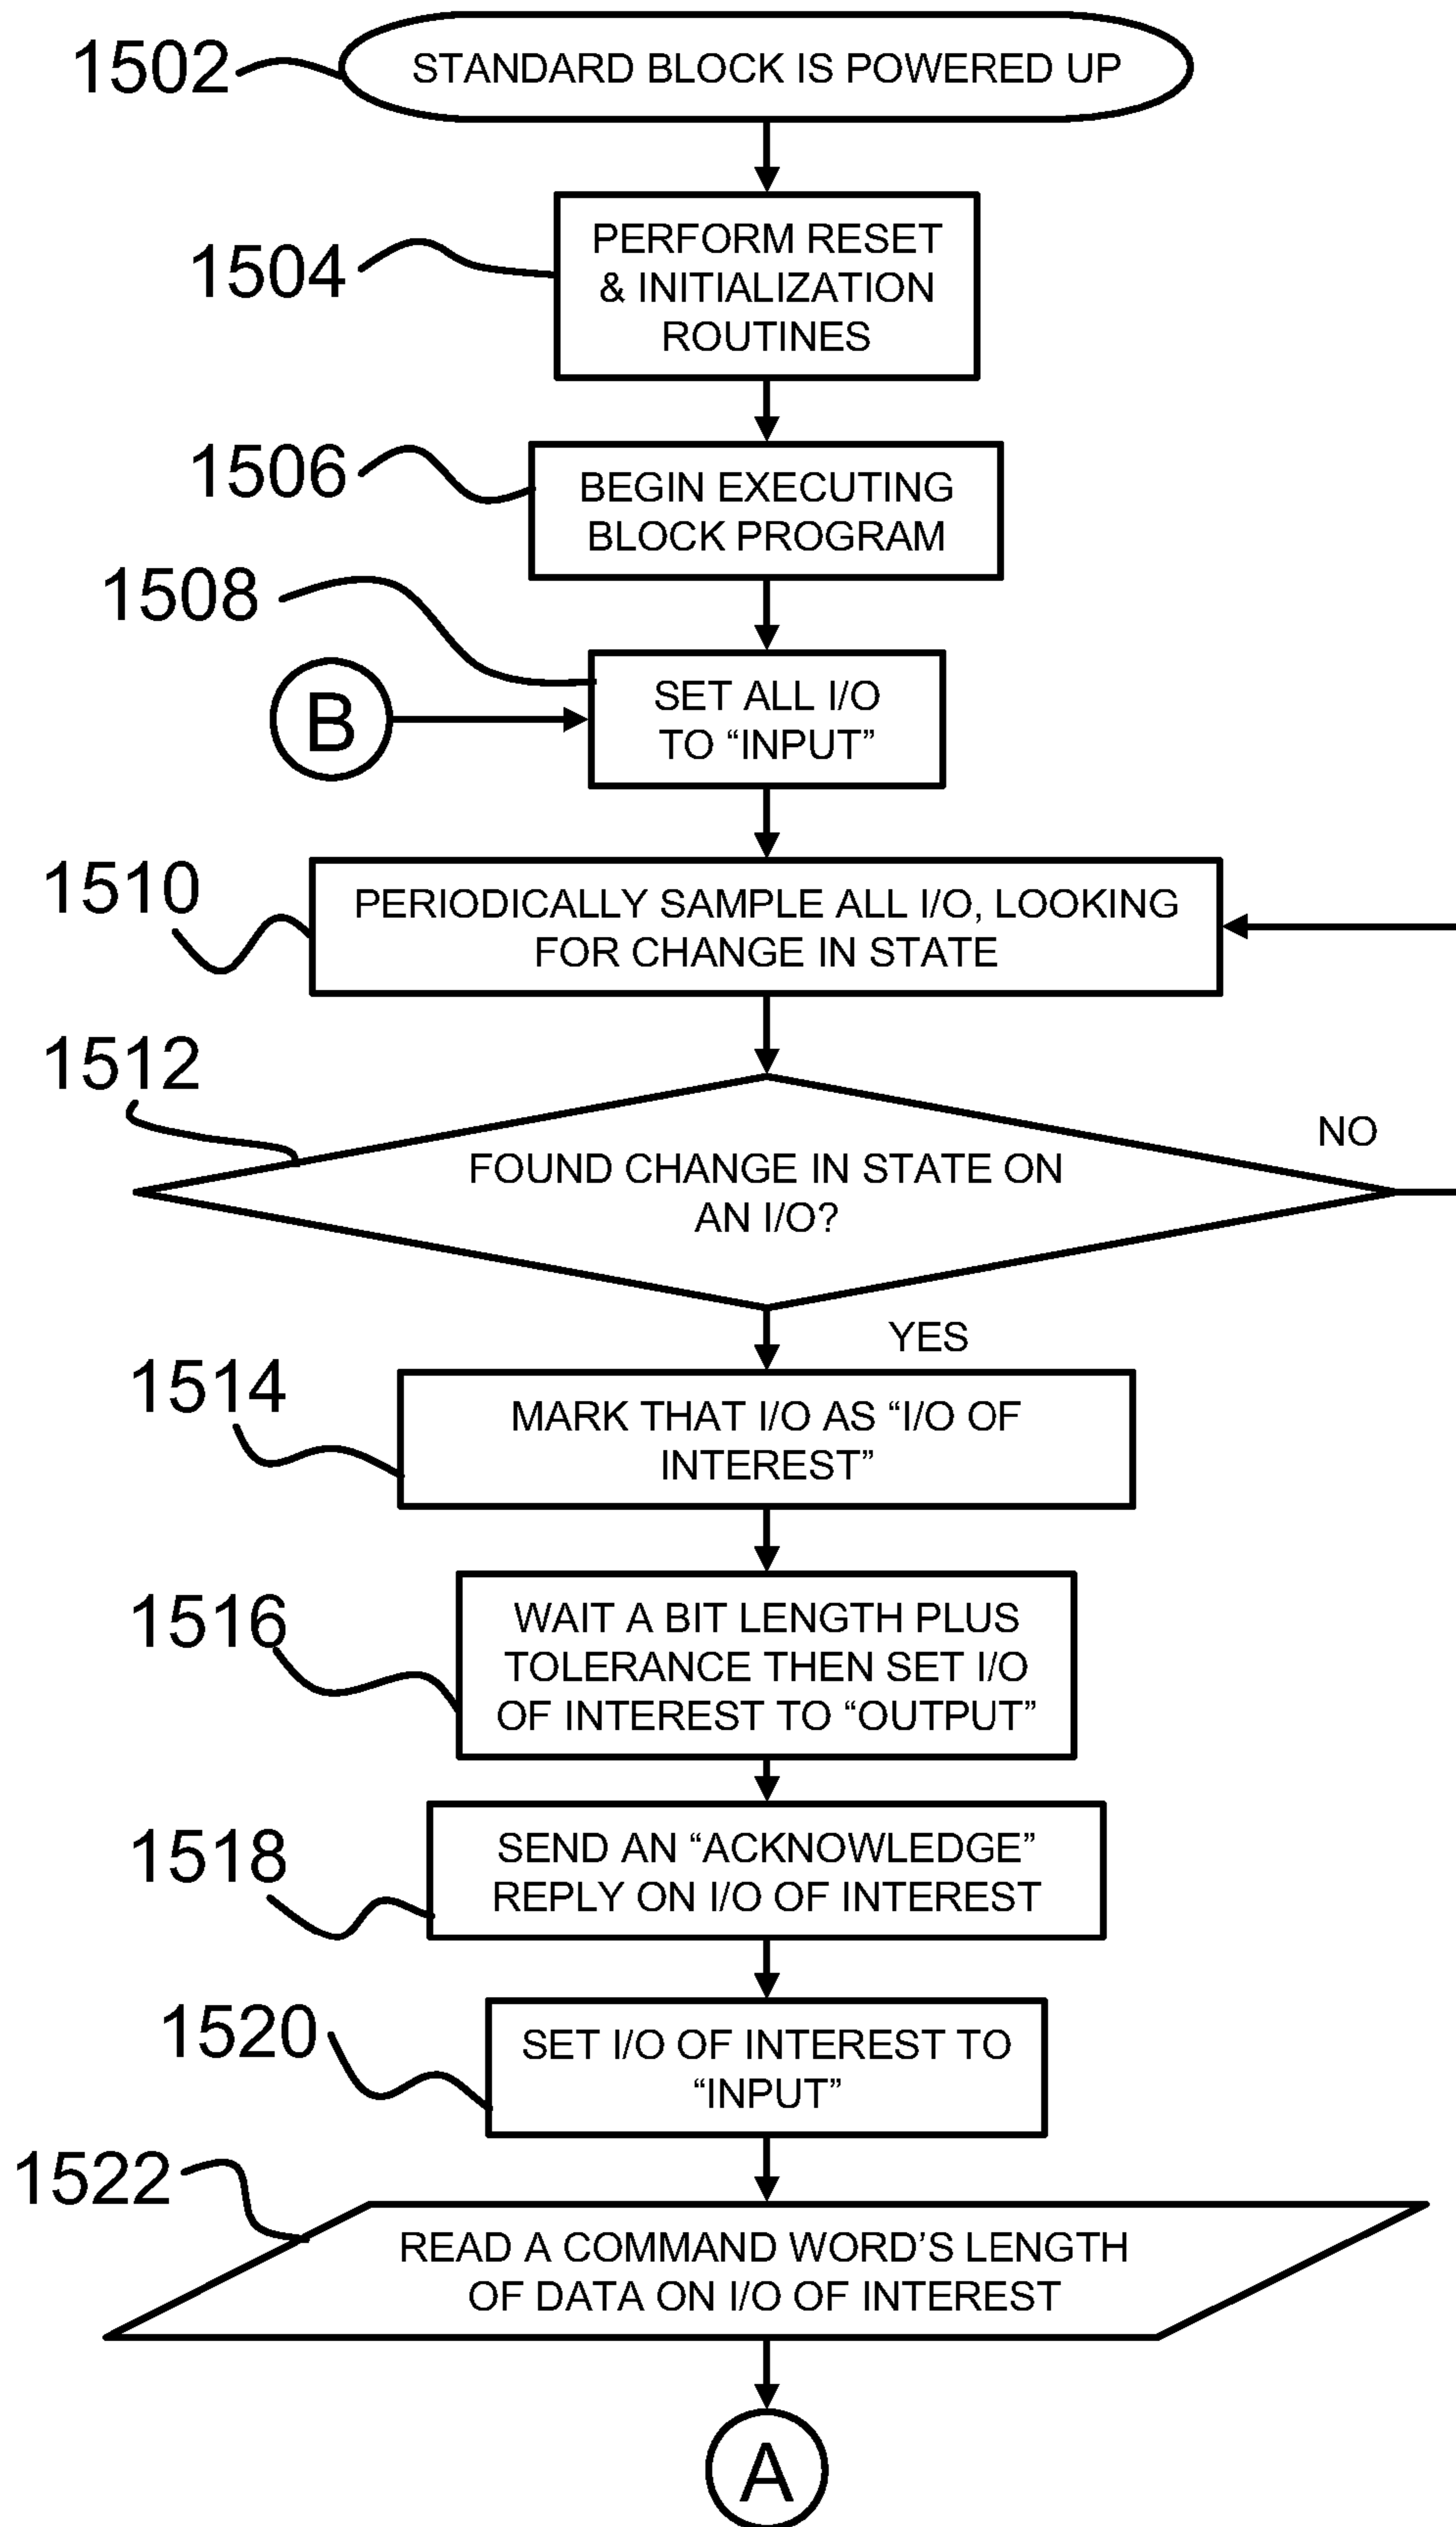 1502
STANDARD BLOCK IS POWERED UP
1504
PERFORM RESET
& INITIALIZATION
ROUTINES
1506
BEGIN EXECUTING
BLOCK PROGRAM
1508
B
SET ALL I/O
TO “INPUT”
1510
PERIODICALLY SAMPLE ALL I/O, LOOKING
FOR CHANGE IN STATE
1512
FOUND CHANGE IN STATE ON
AN I/O?
NO
YES
1514
MARK THAT I/O AS “I/O OF
INTEREST”
1516
WAIT A BIT LENGTH PLUS
TOLERANCE THEN SET I/O
OF INTEREST TO “OUTPUT”
1518
SEND AN “ACKNOWLEDGE”
REPLY ON I/O OF INTEREST
1520
SET I/O OF INTEREST TO
“INPUT”
1522
READ A COMMAND WORD’S LENGTH
OF DATA ON I/O OF INTEREST
A